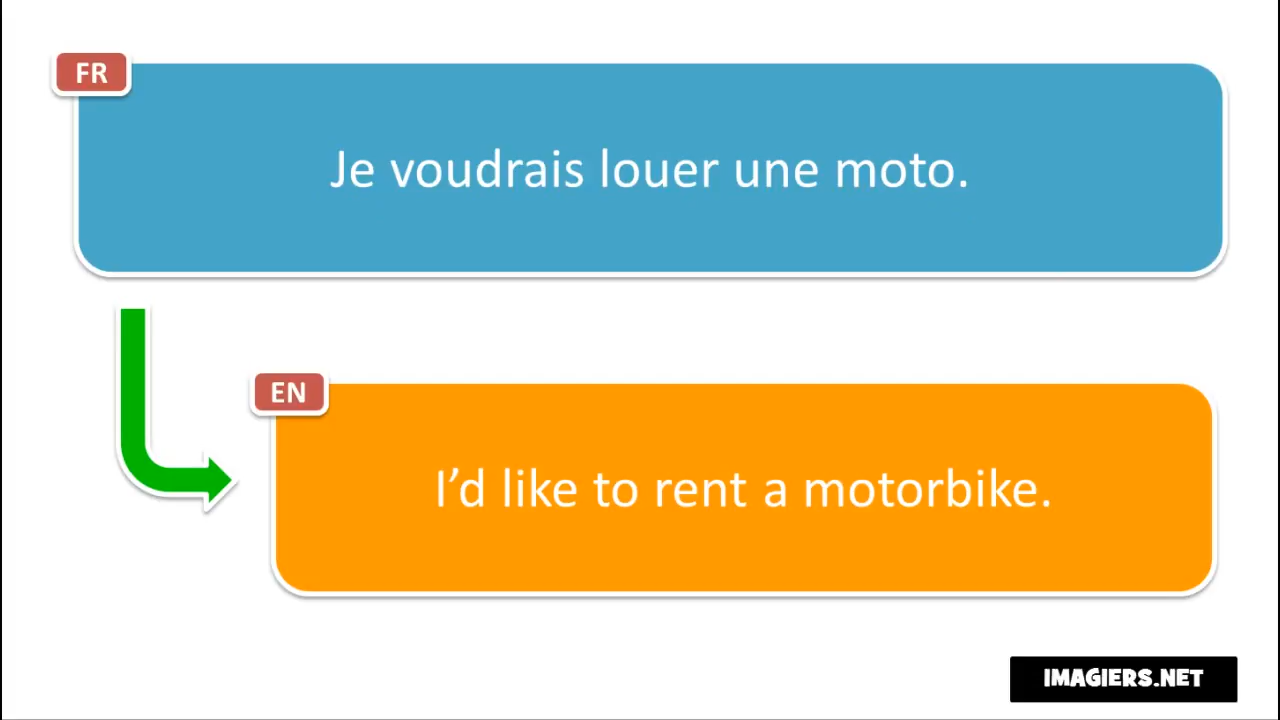 FR
Je voudrais louer une moto.
EN
I’d like to rent a motorbike.
IMAGIERS.NET